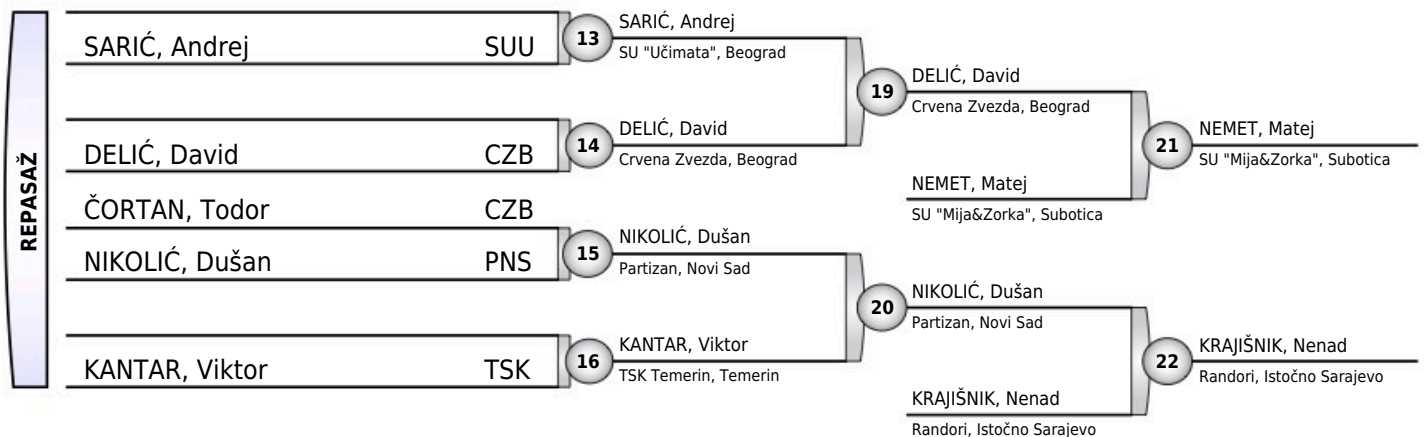 REPASAŽ
SARIĆ, Andrej SUU
DELIĆ, David CZB
ČORTAN, Todor CZB
NIKOLIĆ, Dušan PNS
KANTAR, Viktor TSK
13
SARIĆ, Andrej
SU "Učimata", Beograd
14
DELIĆ, David
Crvena Zvezda, Beograd
15
NIKOLIĆ, Dušan
Partizan, Novi Sad
16
KANTAR, Viktor
TSK Temerin, Temerin
19
DELIĆ, David
Crvena Zvezda, Beograd
NEMET, Matej
SU "Mija&Zorka", Subotica
20
NIKOLIĆ, Dušan
Partizan, Novi Sad
KRAJIŠNIK, Nenad
Randori, Istočno Sarajevo
21
NEMET, Matej
SU "Mija&Zorka", Subotica
22
KRAJIŠNIK, Nenad
Randori, Istočno Sarajevo